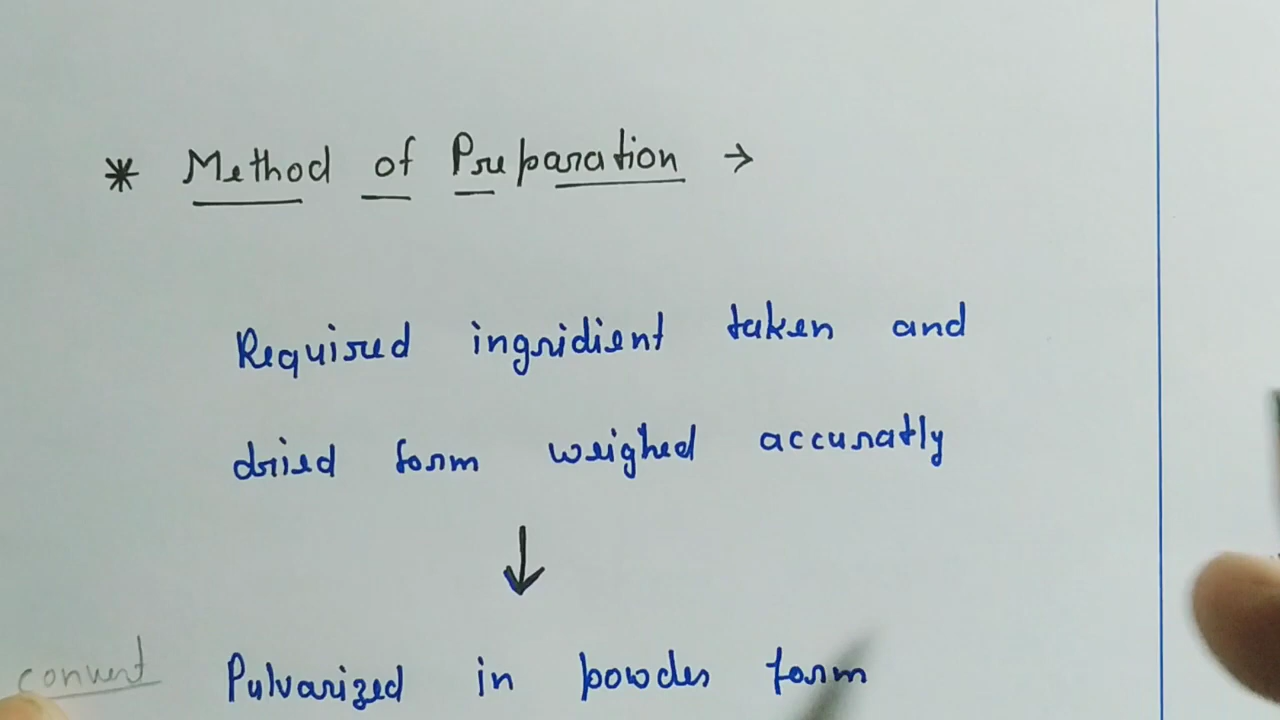 * Method of Preparation →
Required ingridient taken and
dried form weighed accuratly
↓
convert Pulvarized in powder form